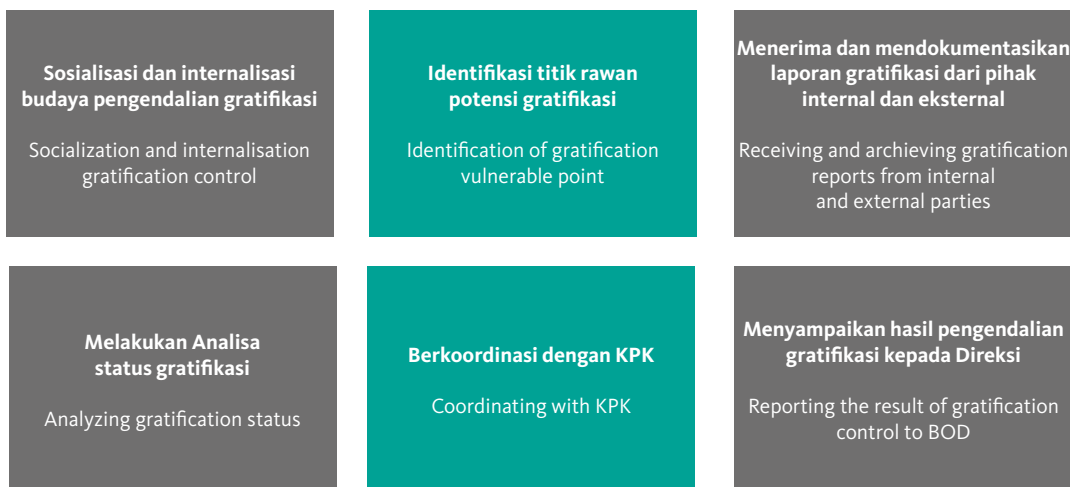 Sosialisasi dan internalisasi
budaya pengendalian gratifikasi
Socialization and internalisation
gratification control
Identifikasi titik rawan
potensi gratifikasi
Identification of gratification
vulnerable point
Menerima dan mendokumentasikan
laporan gratifikasi dari pihak
internal dan eksternal
Receiving and archieving gratification
reports from internal
and external parties
Melakukan Analisa
status gratifikasi
Analyzing gratification status
Berkoordinasi dengan KPK
Coordinating with KPK
Menyampaikan hasil pengendalian
gratifikasi kepada Direksi
Reporting the result of gratification
control to BOD